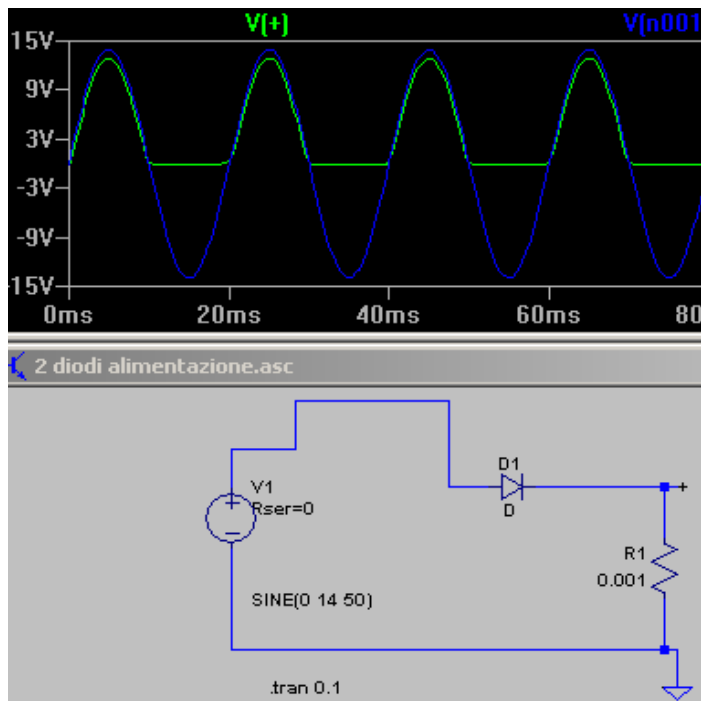 V(+) V(n001
15V
9V
3V
-3V
-9V
-15V
0ms 20ms 40ms 60ms 80
2 diodi alimentazione.asc
D1
V1
Rser=0
D
R1
0.001
SINE(0 14 50)
.tran 0.1